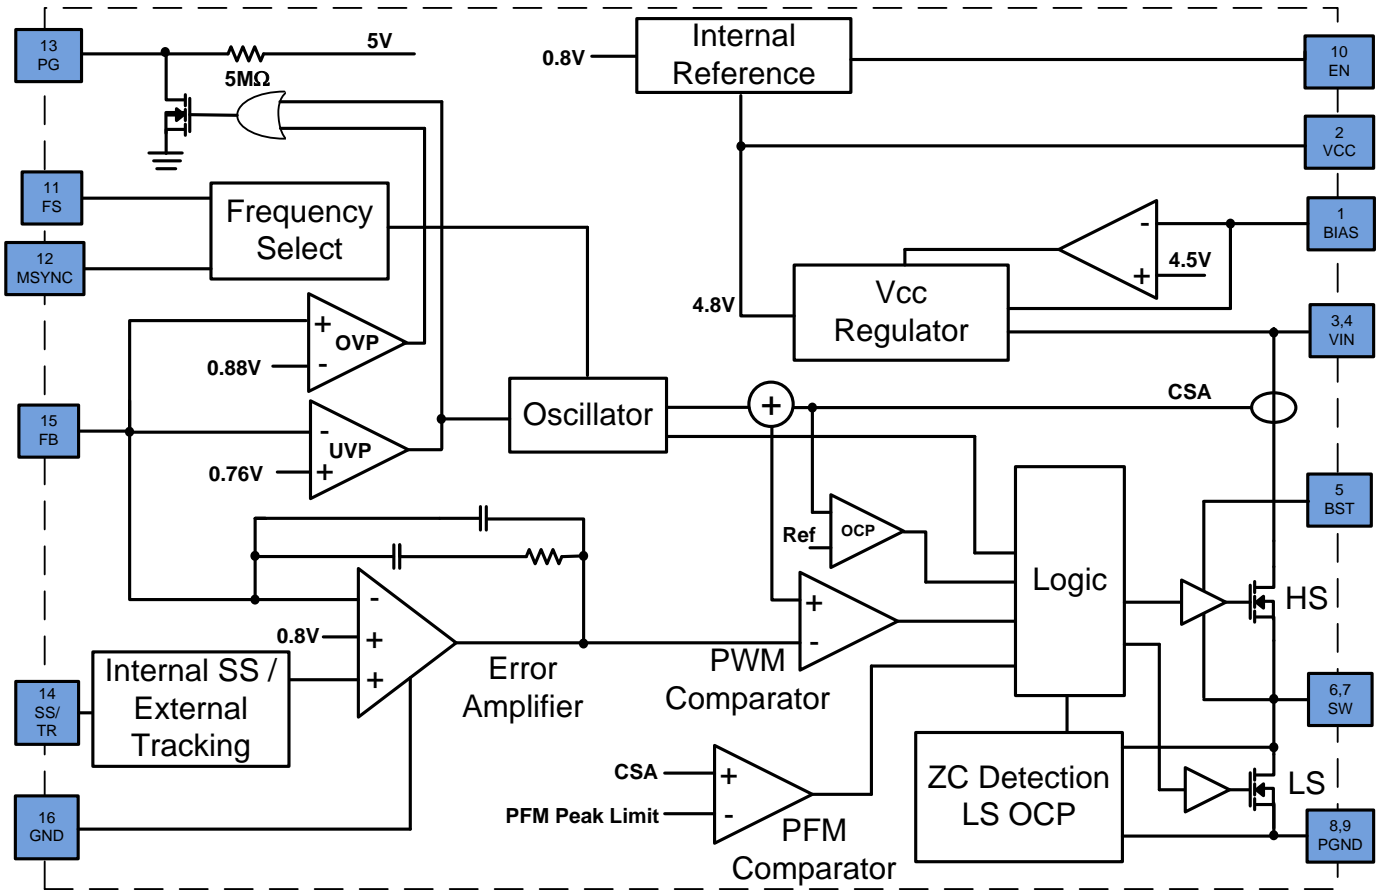 13
PG
5V
5MΩ
0.8V
Internal
Reference
10
EN
2
VCC
11
FS
Frequency
Select
12
MSYNC
1
BIAS
-
+
4.5V
4.8V
Vcc
Regulator
3,4
VIN
+
OVP
0.88V
-
15
FB
-
UVP
0.76V
+
Oscillator
+
CSA
5
BST
Ref
OCP
Logic
HS
-
0.8V
+
+
Error
Amplifier
+
-
PWM
Comparator
Internal SS /
External
Tracking
14
SS/
TR
6,7
SW
CSA
+
PFM Peak Limit
-
PFM
Comparator
ZC Detection
LS OCP
LS
16
GND
8,9
PGND